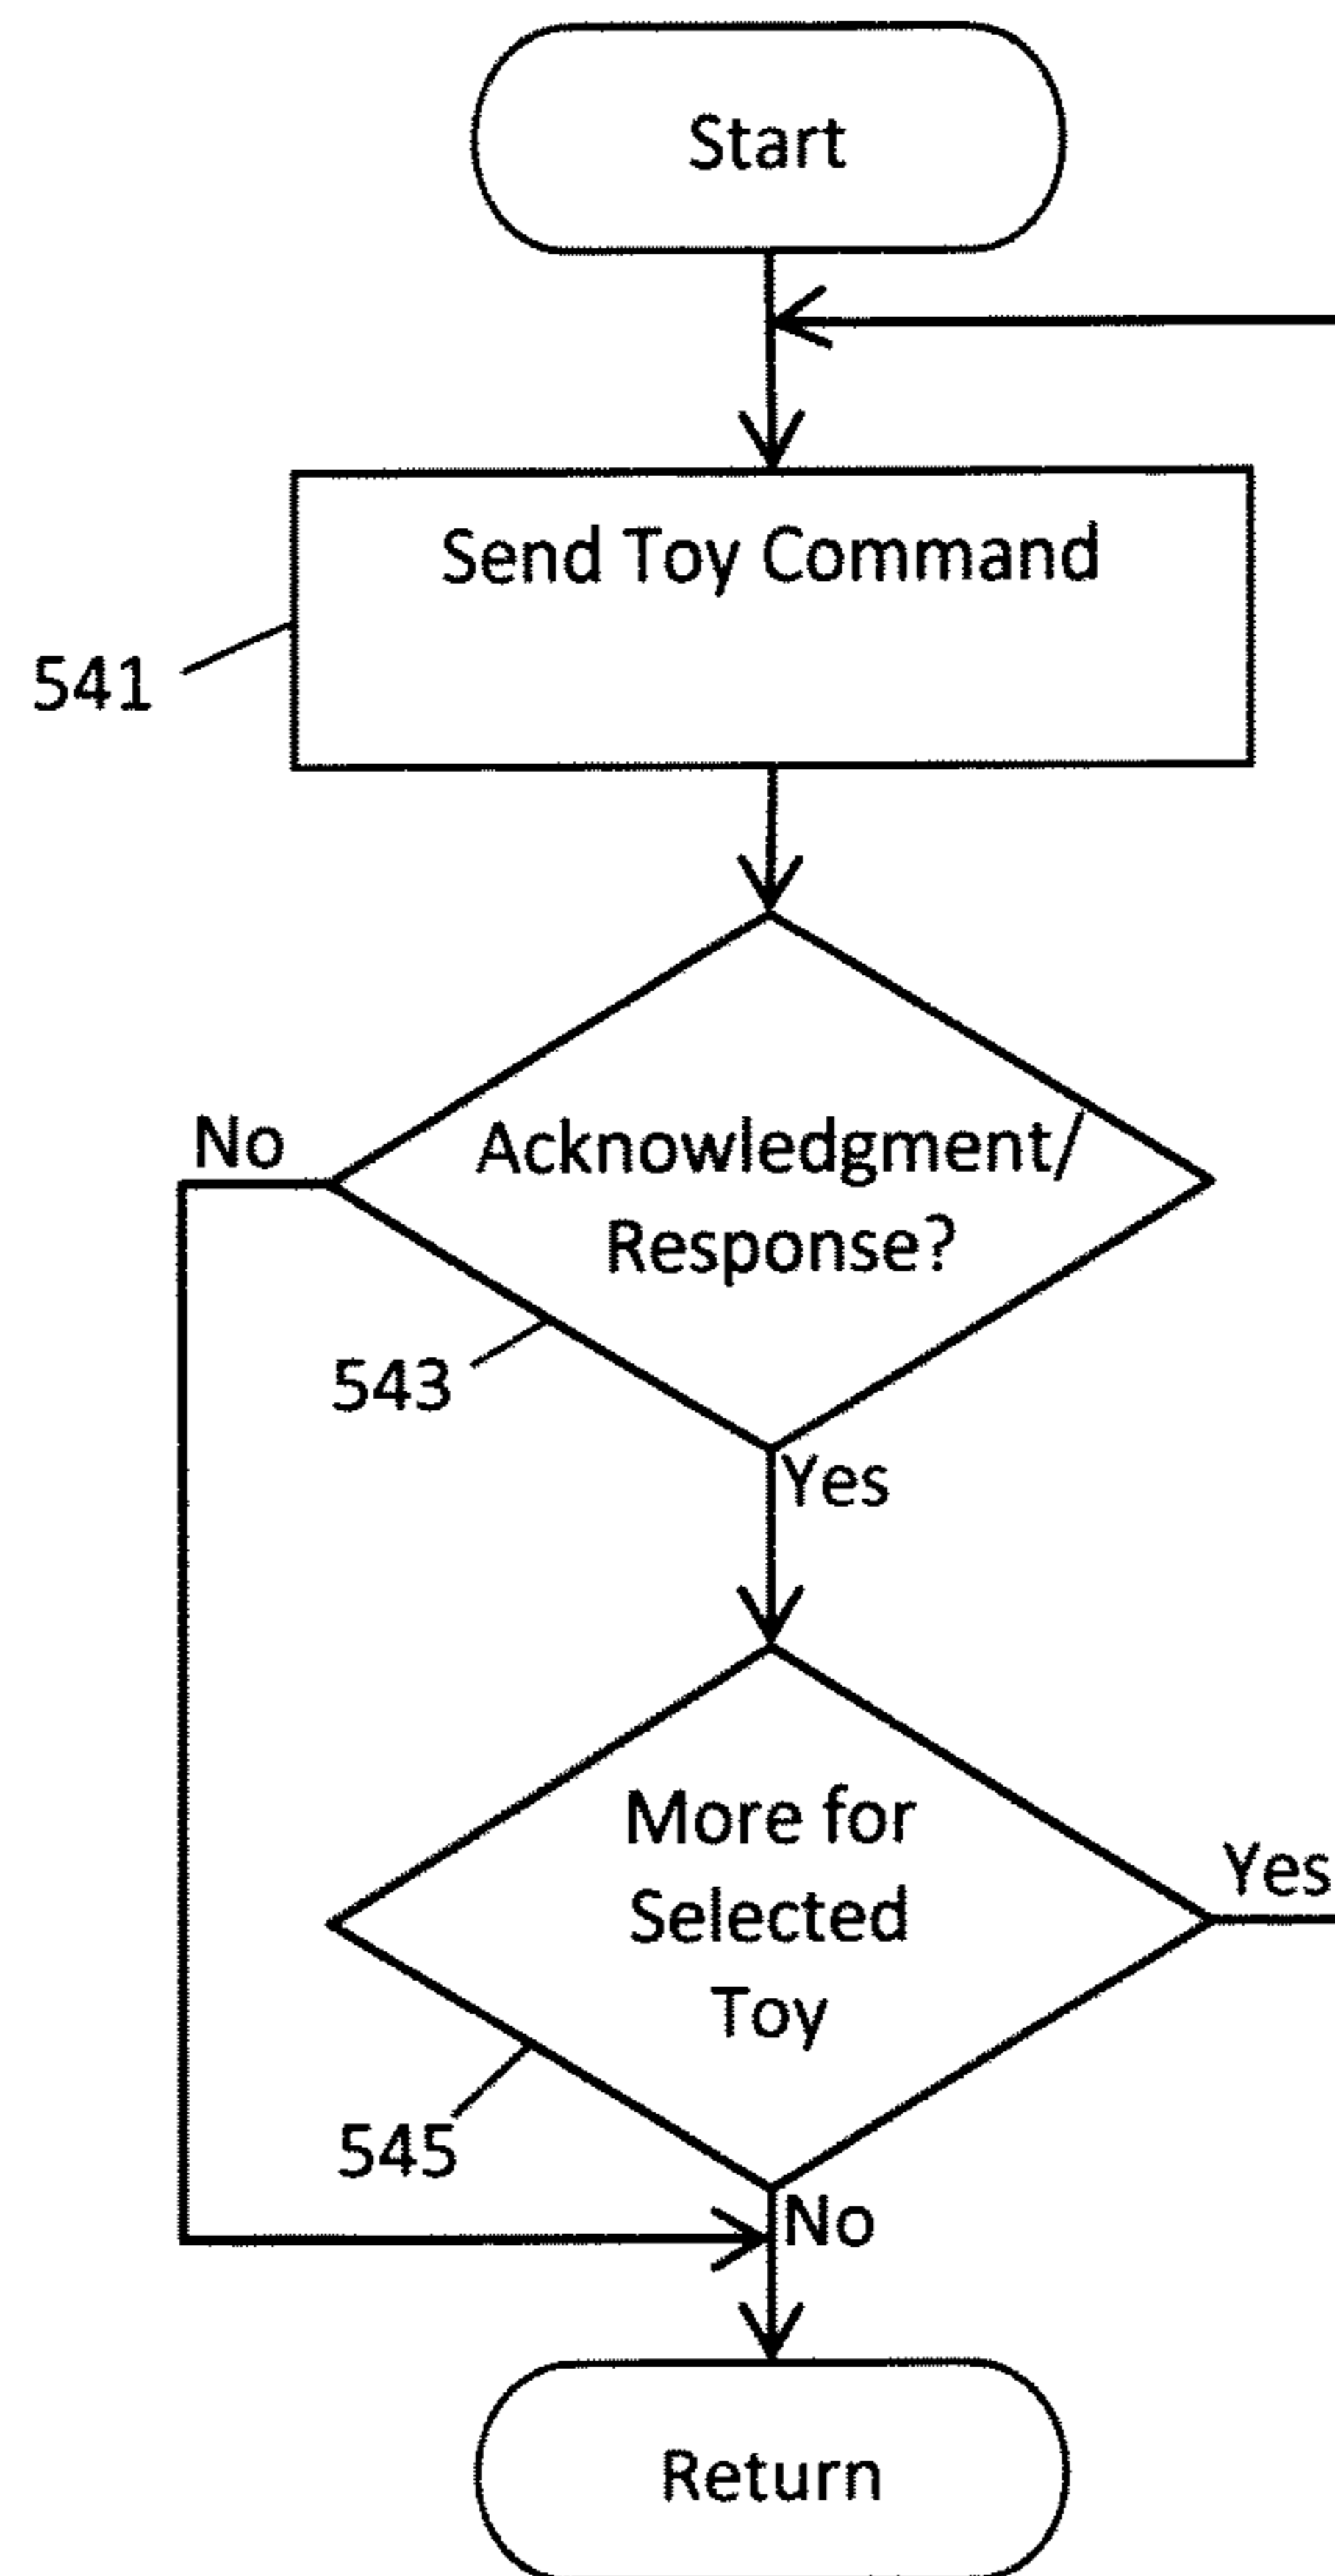 Start
Send Toy Command
541
No
Acknowledgment/
Response?
543
Yes
More for
Selected
Toy
Yes
545
No
Return